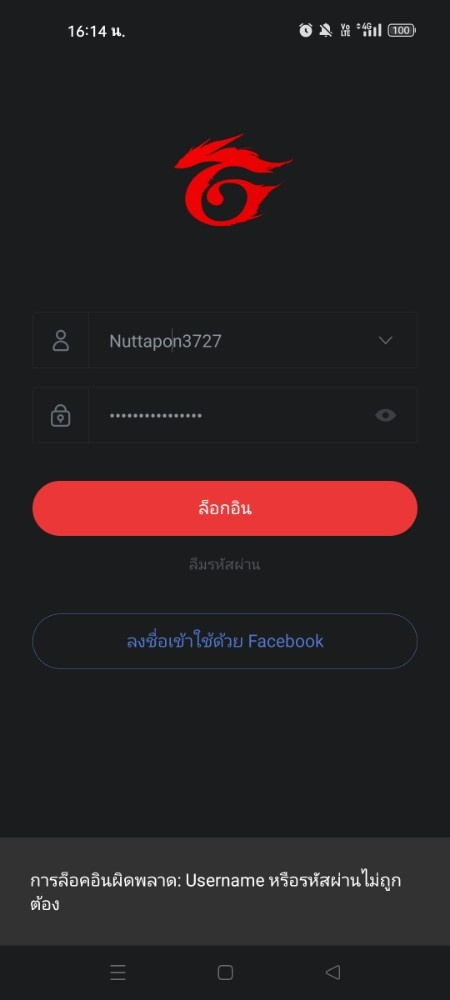 16:14 น.
Vo LTE 4G 100
Nuttapon3727
••••••••••••••••
ล็อกอิน
ลืมรหัสผ่าน
ลงชื่อเข้าใช้ด้วย Facebook
การล็อคอินผิดพลาด: Username หรือรหัสผ่านไม่ถูก
ต้อง